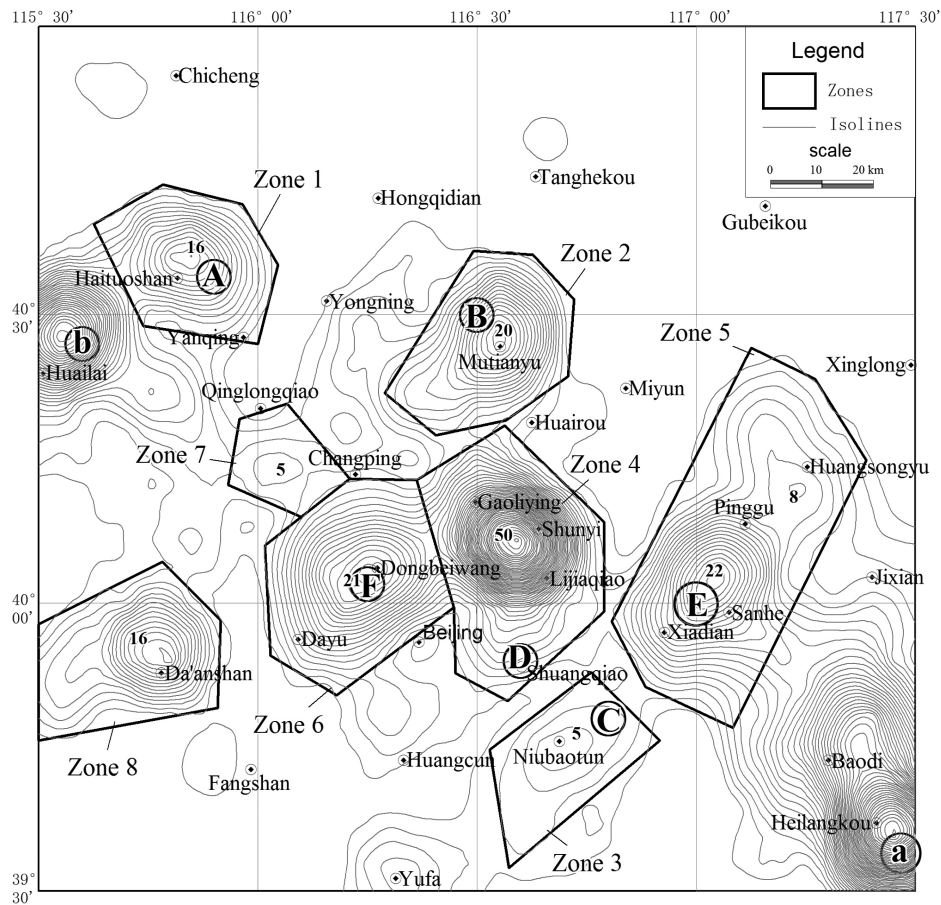 115° 30′ 116° 00′ 116° 30′ 117° 00′ 117° 30′
Legend
Zones
Isolines
scale
0 10 20 km
Chicheng
Tanghekou
Zone 1
Hongqidian
Gubeikou
16
A
Haituoshan
Zone 2
Yongning
40° 30′
B
20
Mutianyu
Zone 5
Yanqing
b
Huailai
Xinglong
Qinglongqiao
Miyun
Huairou
Zone 7
5
Changping
Zone 4
Huangsongyu
8
Gaoliying
Pinggu
50
Shunyi
Dongbeiwang
21
F
Lijiaqiao
22
Jixian
40° 00′
E
Sanhe
Xiadian
16
Dayu
Beijing
D
Da'anshan
Shuangqiao
Zone 6
C
5
Niubaotun
Zone 8
Huangcun
Baodi
Fangshan
Heilangkou
a
Zone 3
Yufa
39° 30′